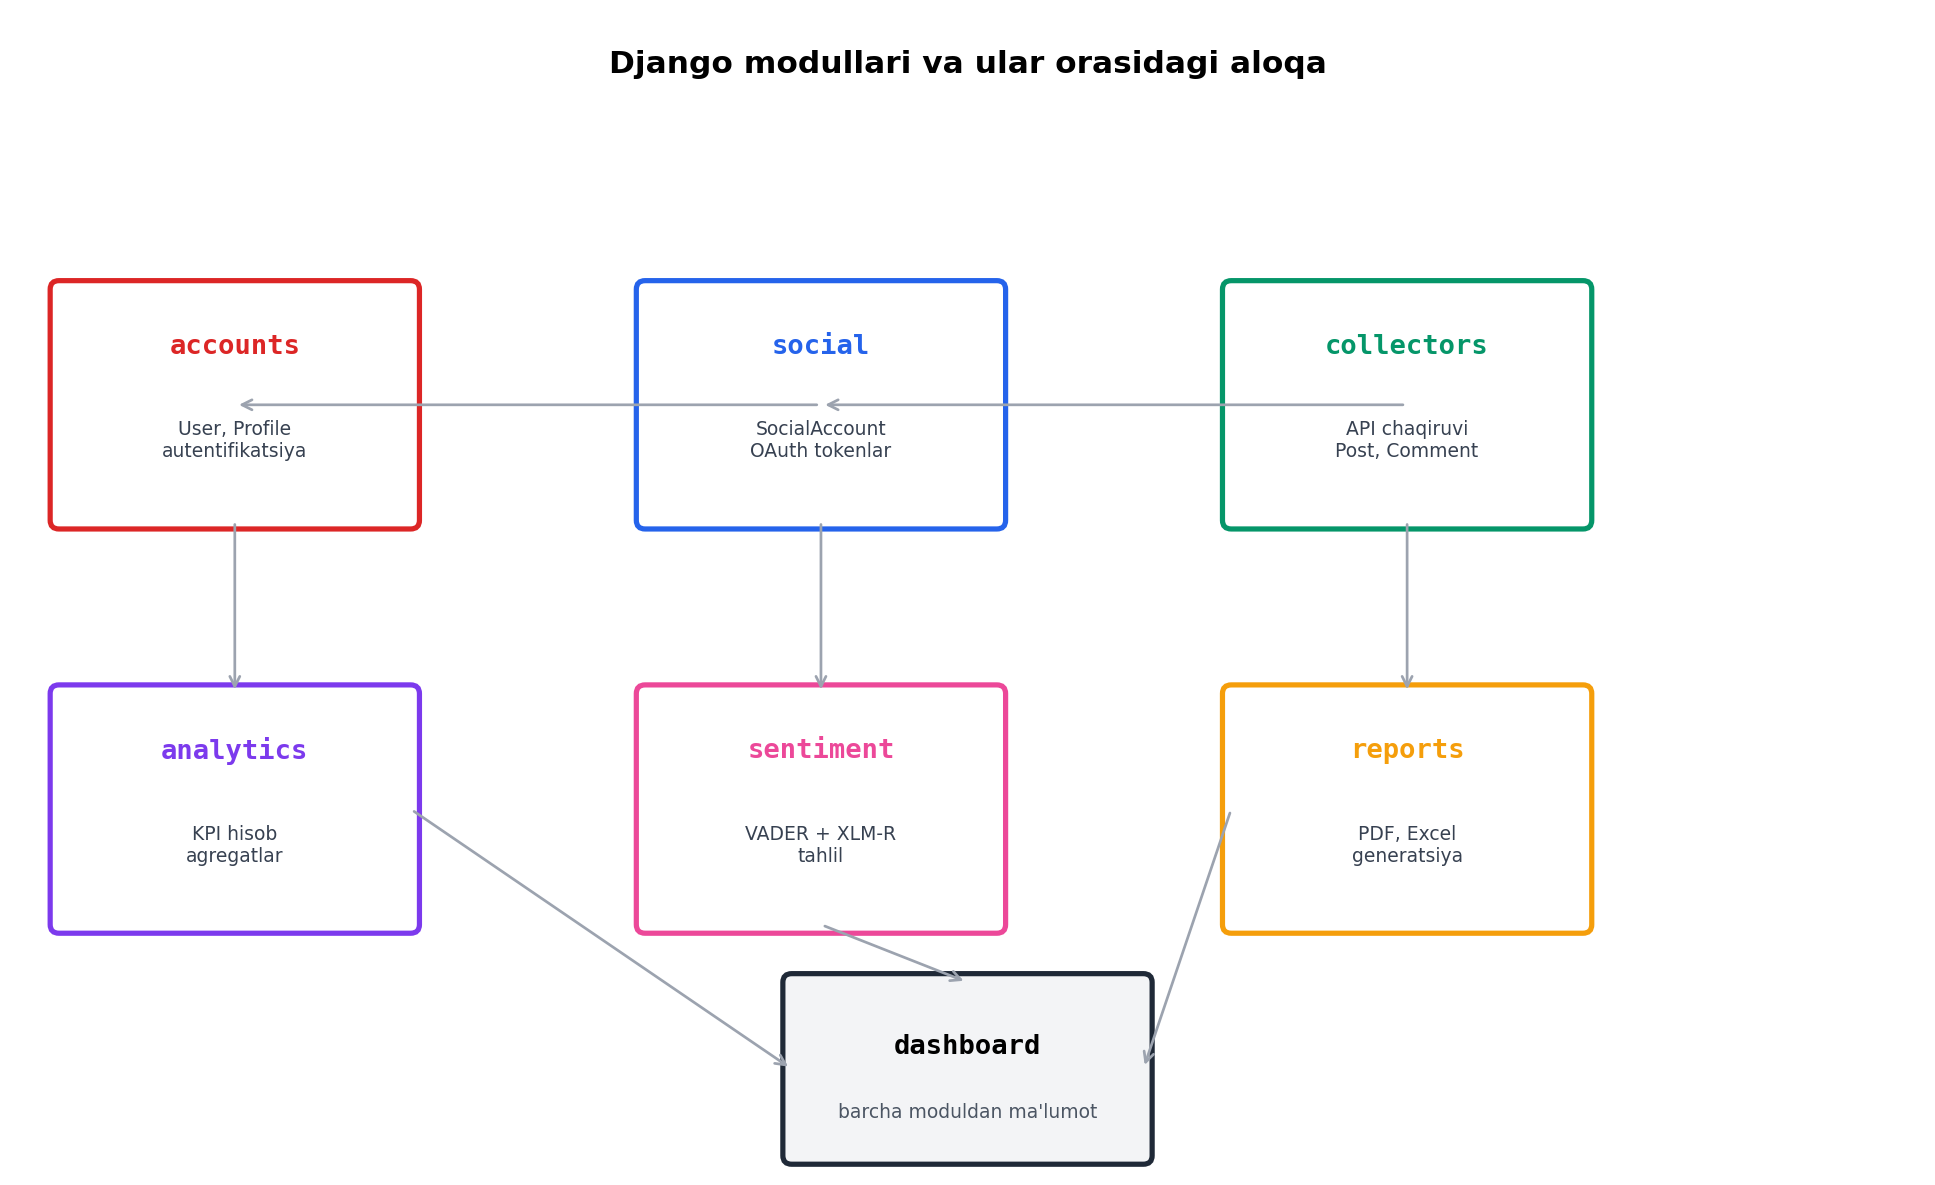 Django modullari va ular orasidagi aloqa
accounts
User, Profile
autentifikatsiya
social
SocialAccount
OAuth tokenlar
collectors
API chaqiruvi
Post, Comment
analytics
KPI hisob
agregatlar
sentiment
VADER + XLM-R
tahlil
reports
PDF, Excel
generatsiya
dashboard
barcha moduldan ma'lumot